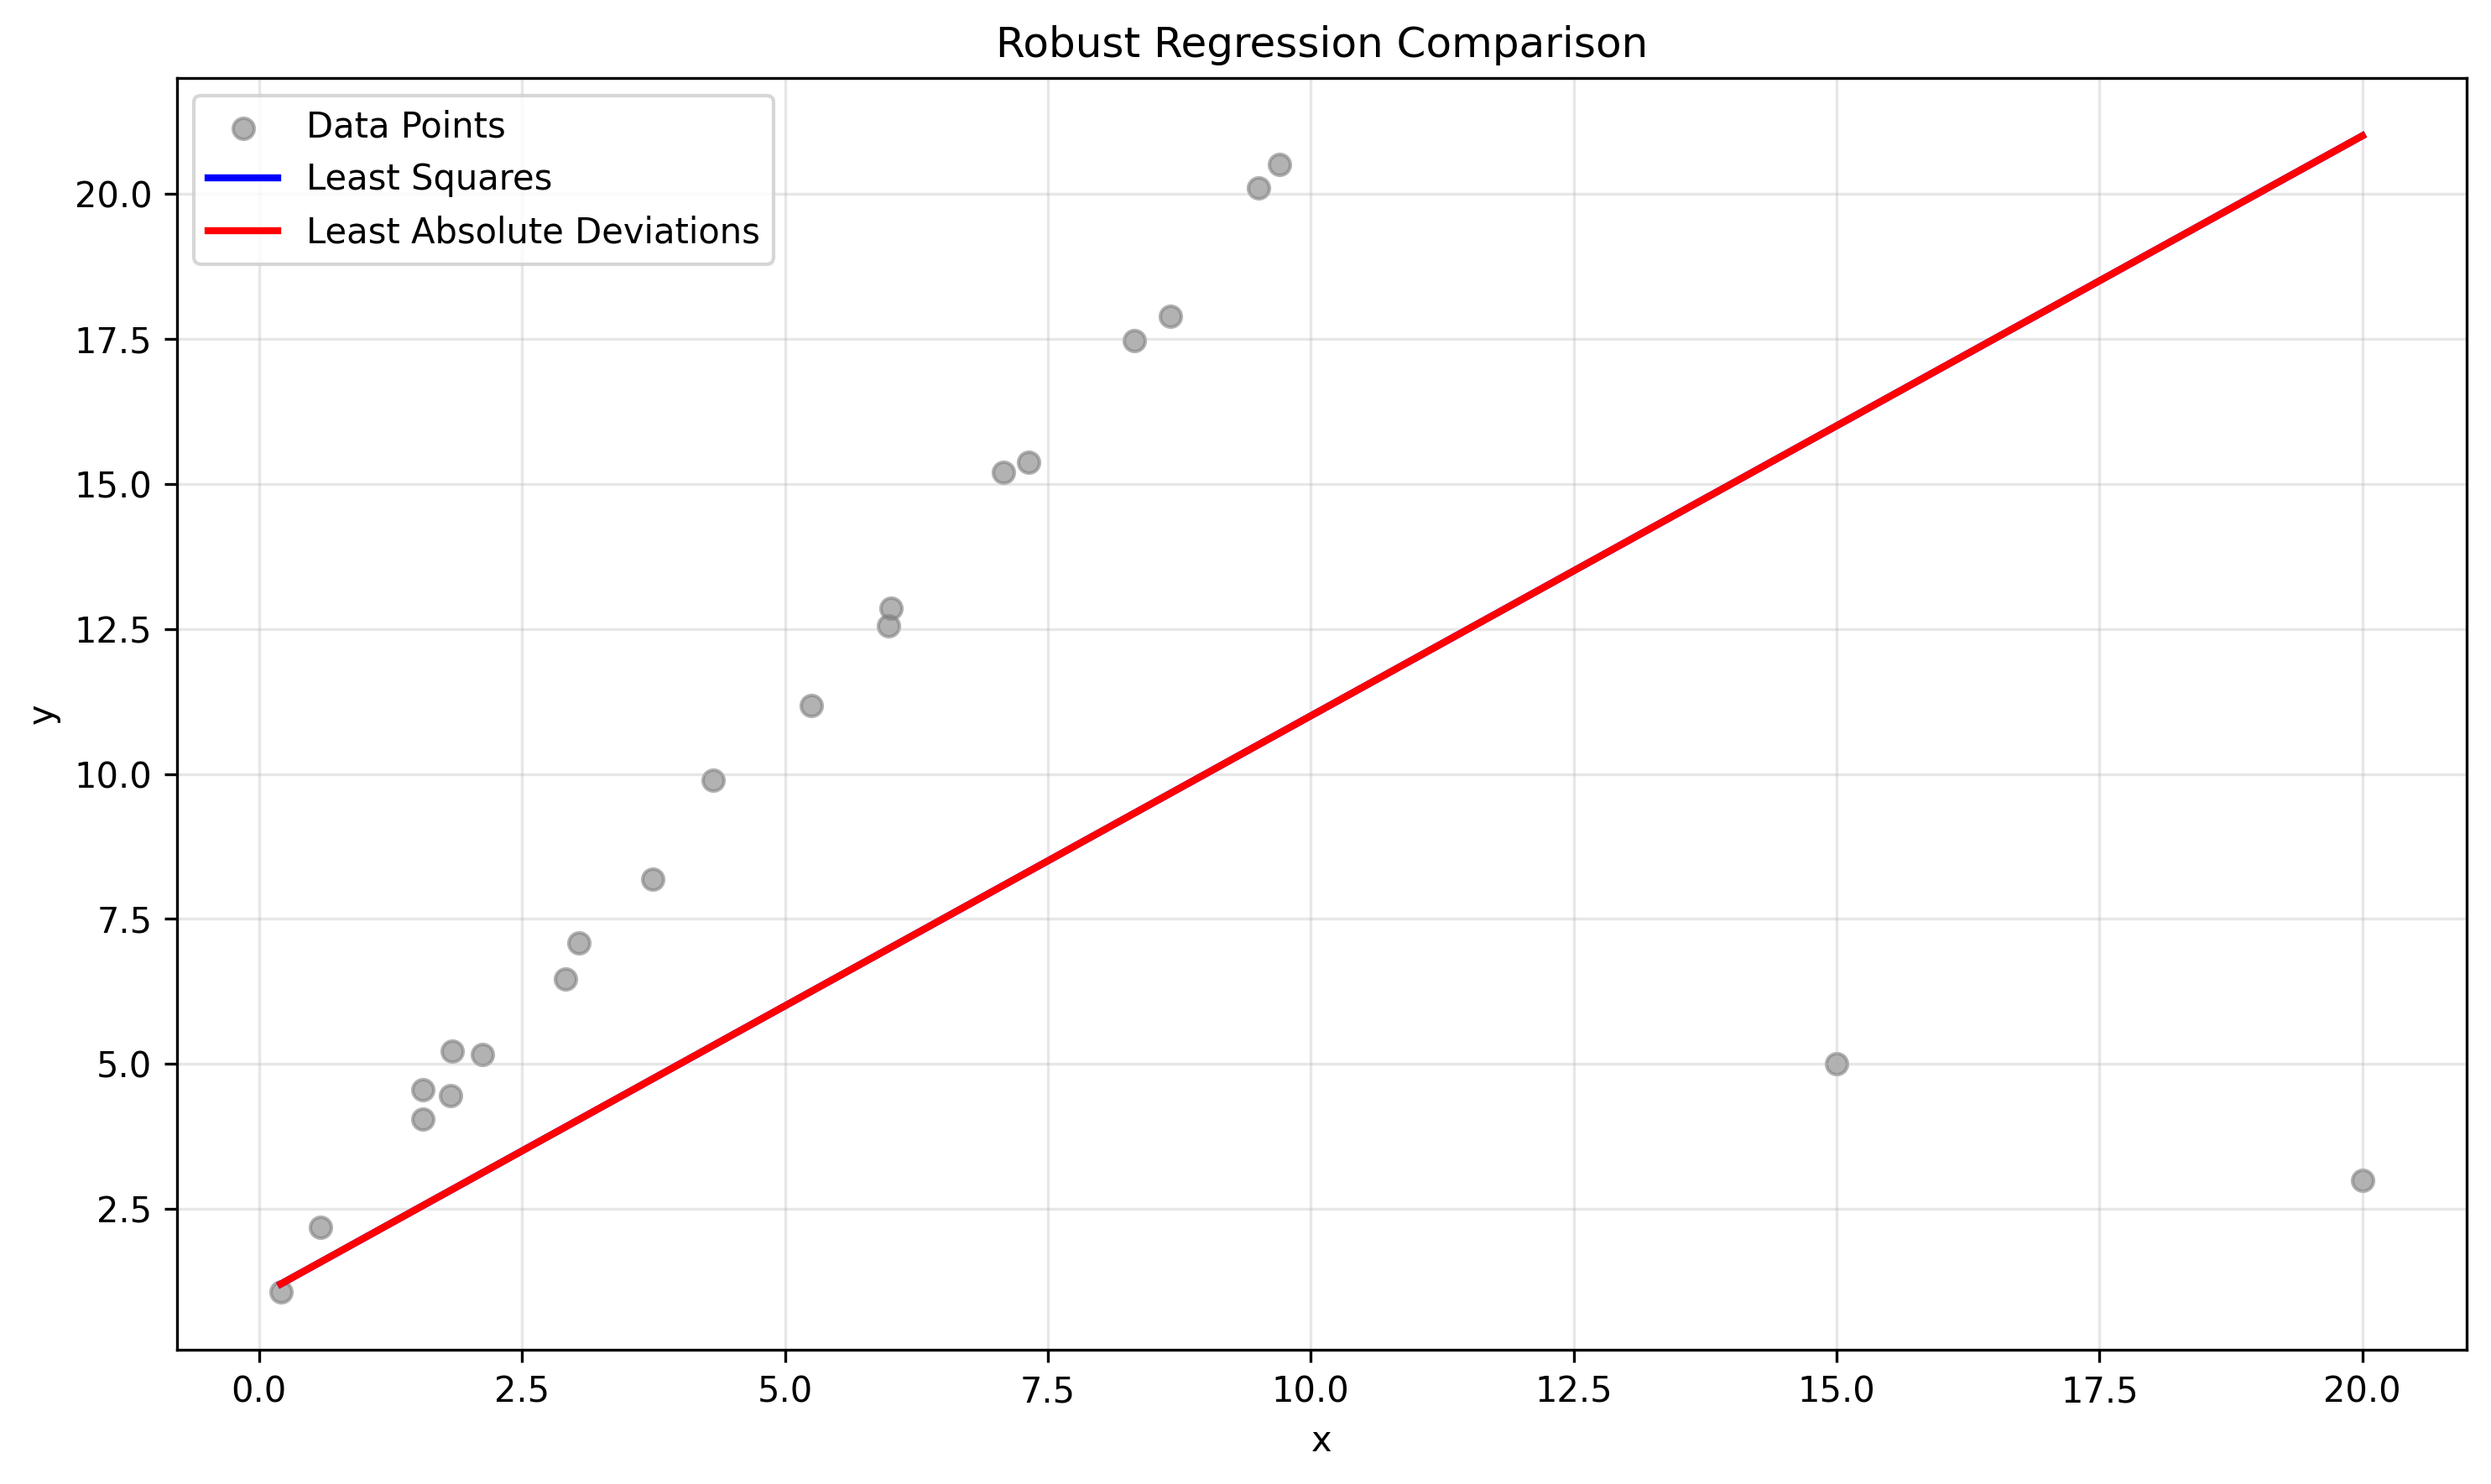 Robust Regression Comparison
Data Points
Least Squares
Least Absolute Deviations
20.0
17.5
15.0
12.5
10.0
7.5
5.0
2.5
y
0.0 2.5 5.0 7.5 10.0 12.5 15.0 17.5 20.0
x